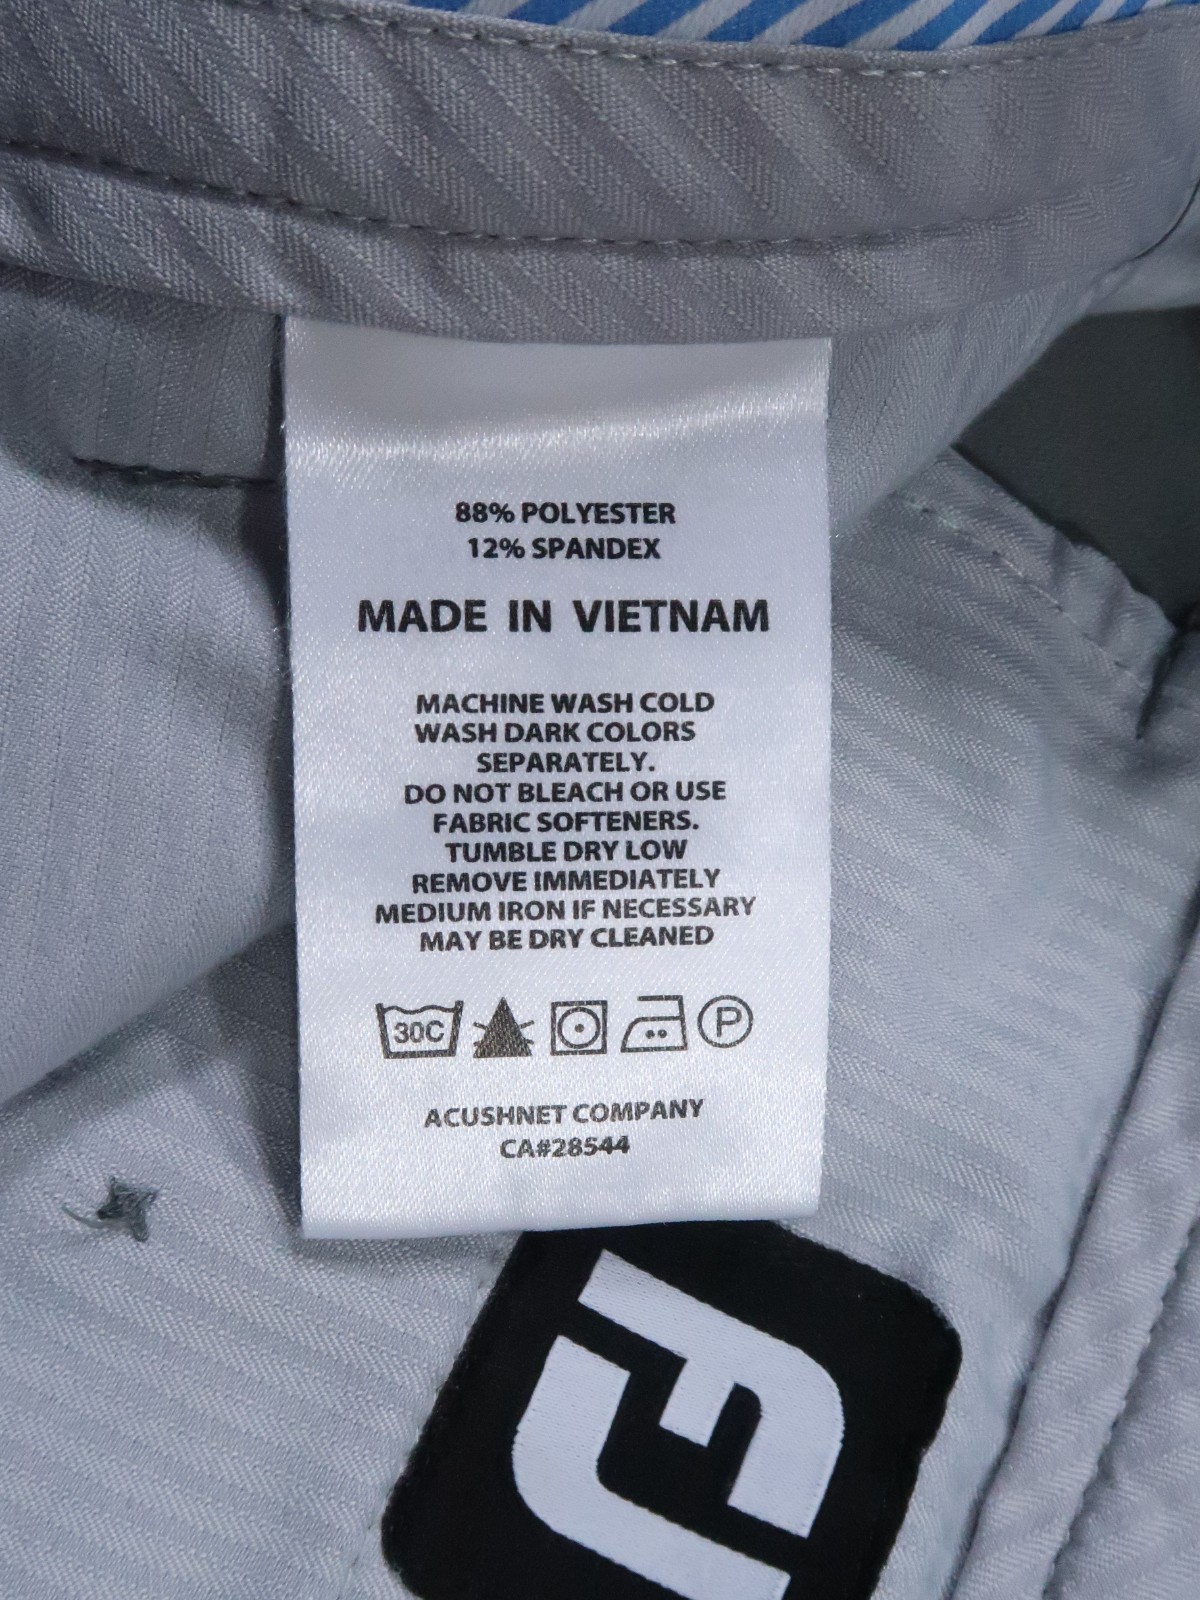 88% POLYESTER
12% SPANDEX
MADE IN VIETNAM
MACHINE WASH COLD
WASH DARK COLORS
SEPARATELY.
DO NOT BLEACH OR USE
FABRIC SOFTENERS.
TUMBLE DRY LOW
REMOVE IMMEDIATELY
MEDIUM IRON IF NECESSARY
MAY BE DRY CLEANED
30C P
ACUSHNET COMPANY
CA#28544
FJ